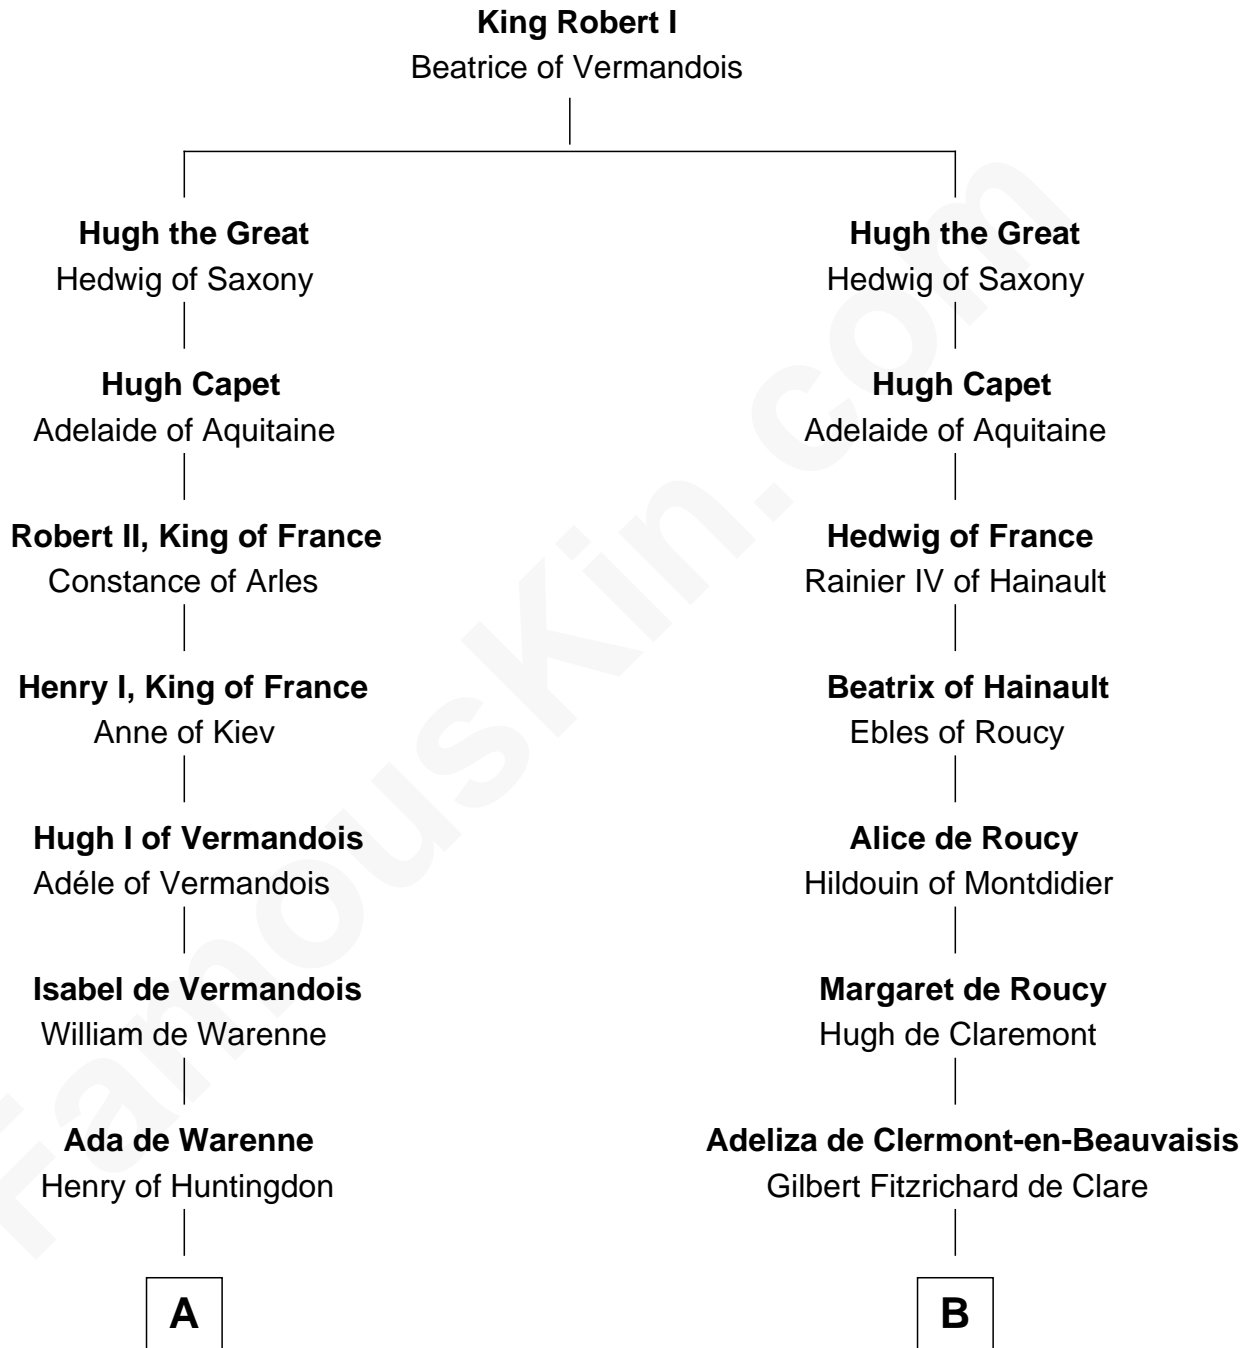 King Robert I
Beatrice of Vermandois
Hugh the Great
Hedwig of Saxony
Hugh the Great
Hedwig of Saxony
Hugh Capet
Adelaide of Aquitaine
Hugh Capet
Adelaide of Aquitaine
Robert II, King of France
Constance of Arles
Hedwig of France
Rainier IV of Hainault
Henry I, King of France
Anne of Kiev
Beatrix of Hainault
Ebles of Roucy
Hugh I of Vermandois
Adéle of Vermandois
Alice de Roucy
Hildouin of Montdidier
Isabel de Vermandois
William de Warenne
Margaret de Roucy
Hugh de Claremont
Ada de Warenne
Henry of Huntingdon
Adeliza de Clermont-en-Beauvaisis
Gilbert Fitzrichard de Clare
A
B
FamousKin.com